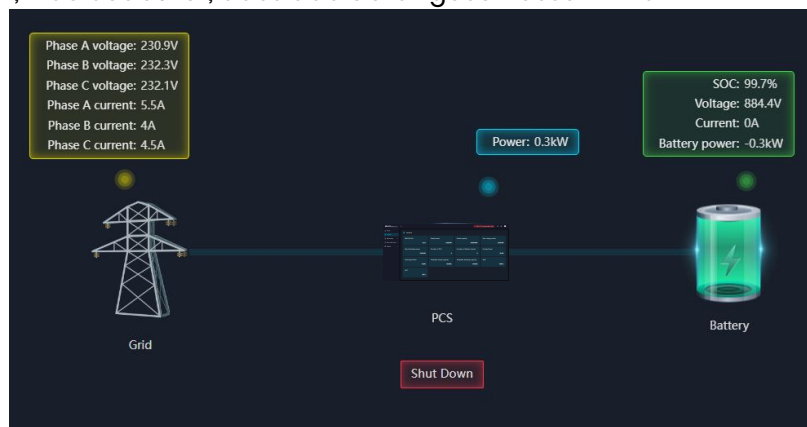 Phase A voltage: 230.9V
Phase B voltage: 232.3V
Phase C voltage: 232.1V
Phase A current: 5.5A
Phase B current: 4A
Phase C current: 4.5A
Power: 0.3kW
SOC: 99.7%
Voltage: 884.4V
Current: 0A
Battery power: -0.3kW
Grid
PCS
Battery
Shut Down